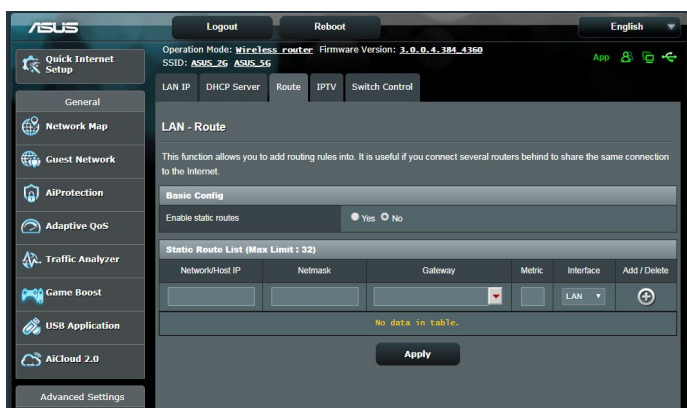 ASUS
Logout
Reboot
English
Operation Mode: Wireless router Firmware Version: 3.0.0.4.384_4360
SSID: ASUS_2G ASUS_5G
App
Quick Internet
Setup
General
Network Map
Guest Network
AiProtection
Adaptive QoS
Traffic Analyzer
Game Boost
USB Application
AiCloud 2.0
Advanced Settings
LAN IP
DHCP Server
Route
IPTV
Switch Control
LAN - Route
This function allows you to add routing rules into. It is useful if you connect several routers behind to share the same connection
to the Internet.
Basic Config
Enable static routes
Yes No
Static Route List (Max Limit : 32)
Network/Host IP
Netmask
Gateway
Metric
Interface
Add / Delete
LAN
No data in table.
Apply